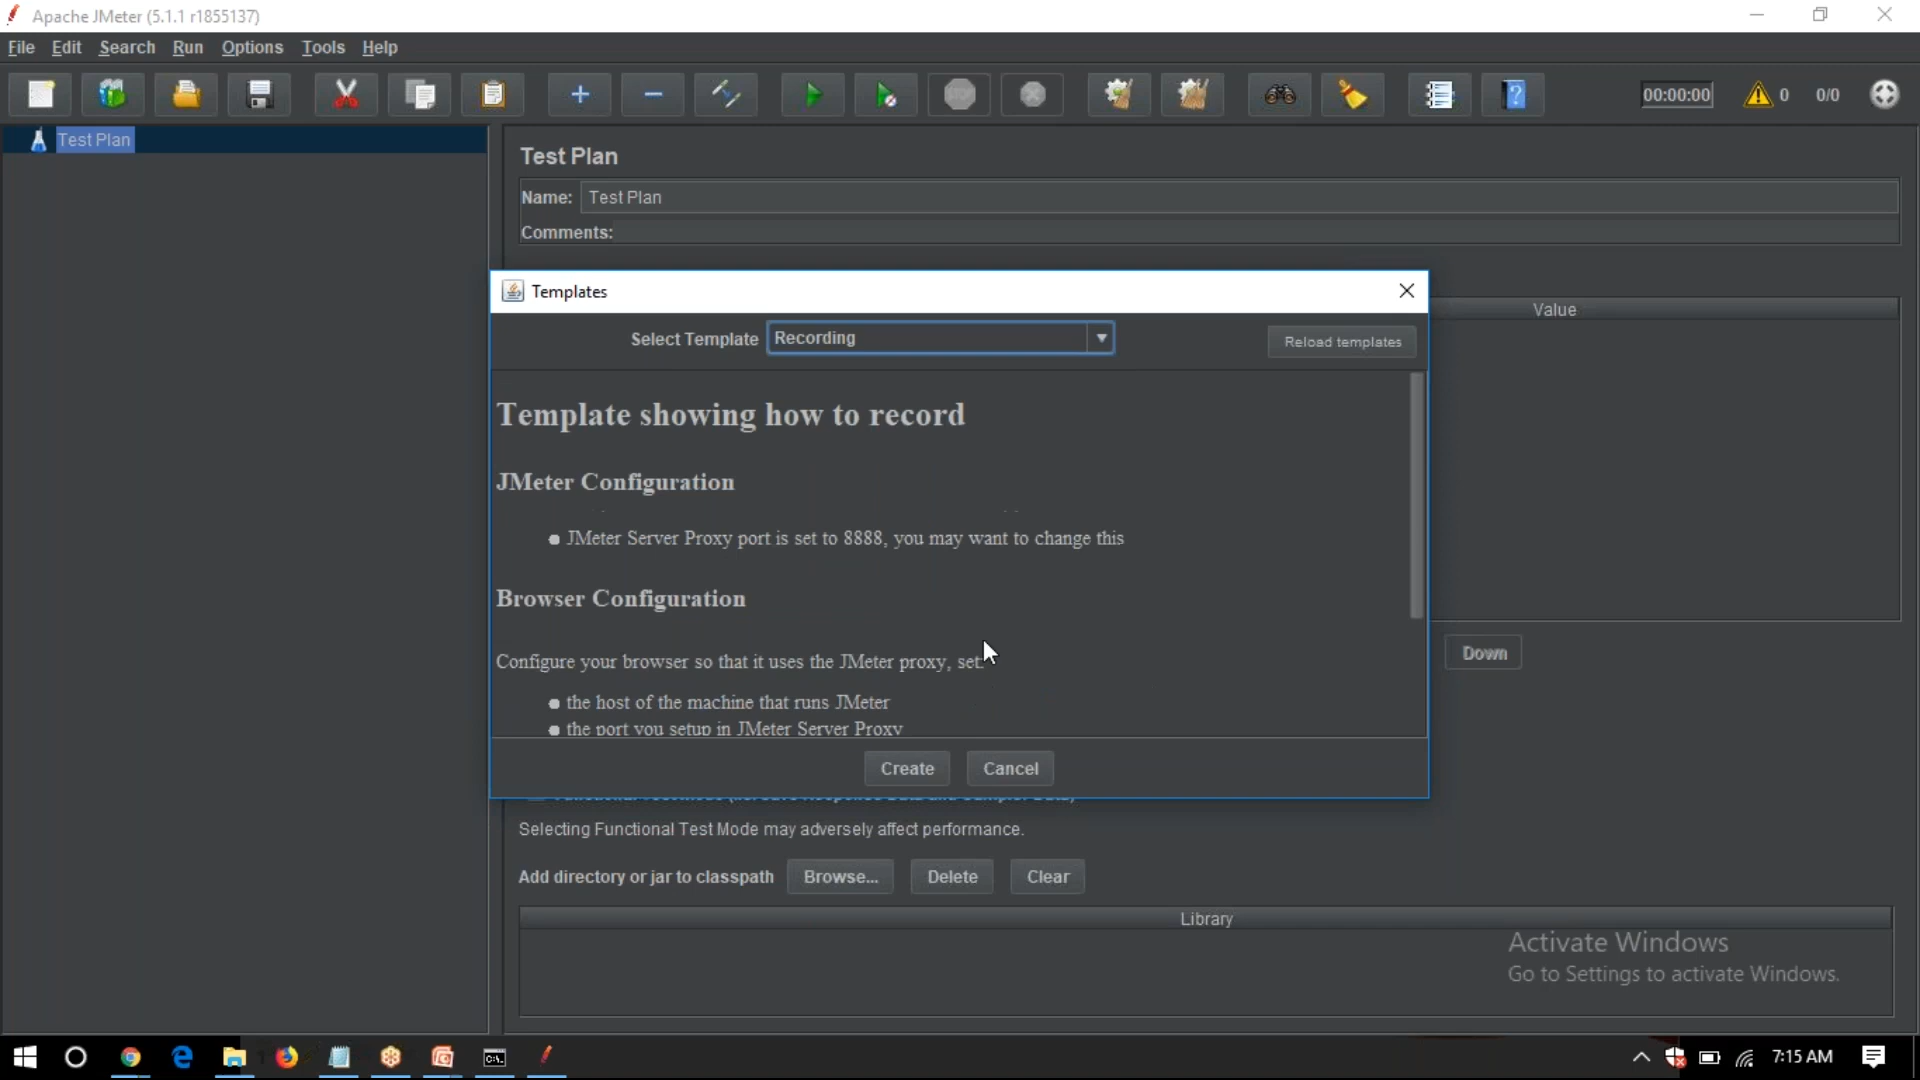 Apache JMeter (5.1.1 r1855137)
File Edit Search Run Options Tools Help
00:00:00 0 0/0
Test Plan
Test Plan
Name: Test Plan
Comments:
Templates
Value
Select Template Recording Reload templates
Template showing how to record
JMeter Configuration
JMeter Server Proxy port is set to 8888, you may want to change this
Browser Configuration
Configure your browser so that it uses the JMeter proxy, set:
Down
the host of the machine that runs JMeter
the port you setup in JMeter Server Proxy
Create Cancel
Selecting Functional Test Mode may adversely affect performance.
Add directory or jar to classpath Browse... Delete Clear
Library
Activate Windows
Go to Settings to activate Windows.
7:15 AM